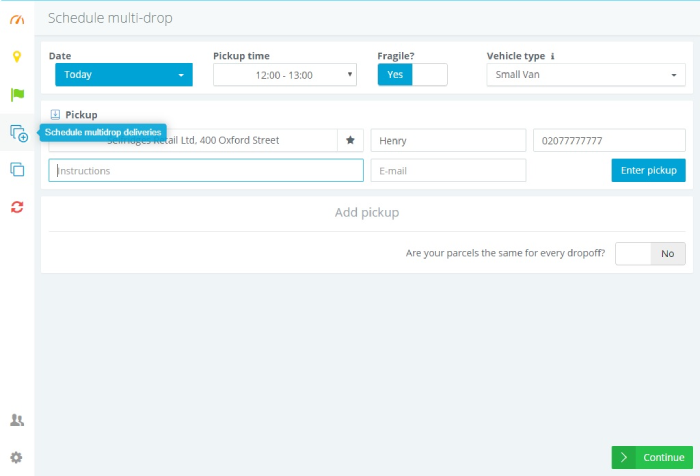 Schedule multi-drop
Date
Pickup time
Fragile?
Vehicle type i
Today
12:00 - 13:00
Yes
Small Van
Pickup
Schedule multidrop deliveries
Retail Ltd, 400 Oxford Street
Henry
02077777777
Instructions
E-mail
Enter pickup
Add pickup
Are your parcels the same for every dropoff?
No
Continue